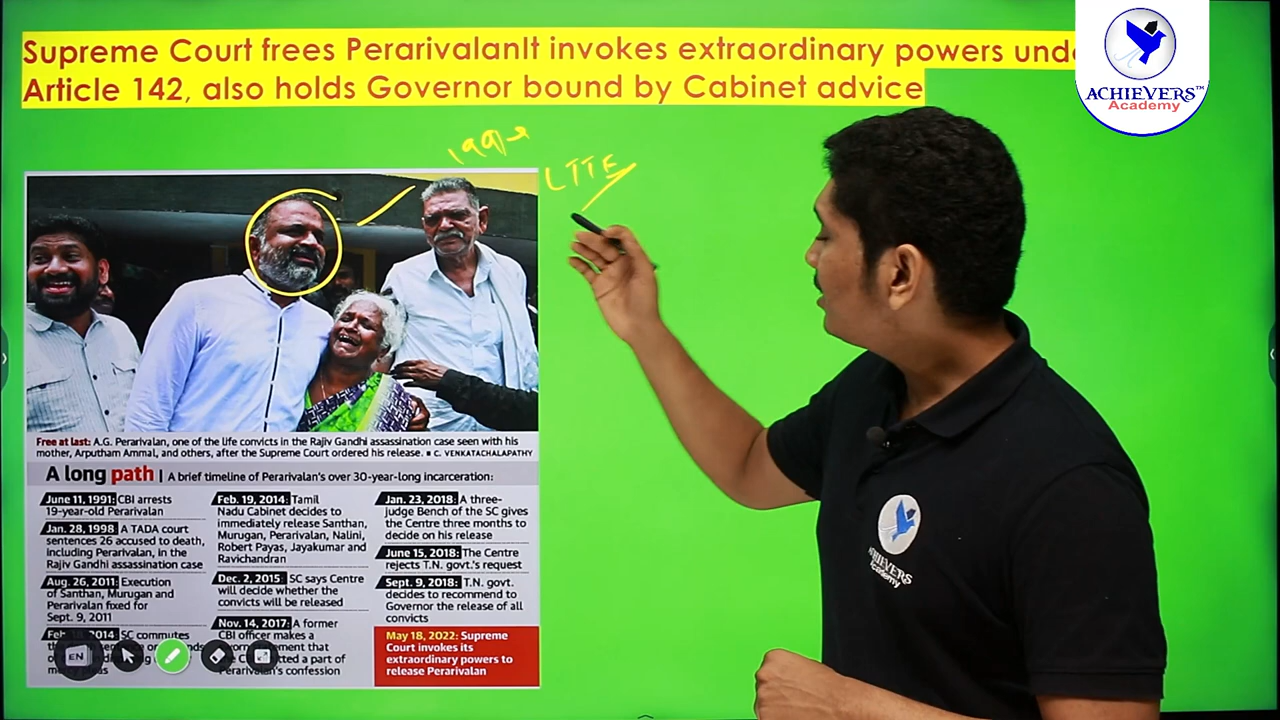 Supreme Court frees PerarivalanIt invokes extraordinary powers
Article 142, also holds Governor bound by Cabinet advice
ACHIEVERS™
Academy
LTTE
Free at last: A.G. Perarivalan, one of the life convicts in the Rajiv Gandhi assassination case seen with his
mother, Arputham Ammal, and others, after the Supreme Court ordered his release. ■ C. VENKATACHALAPATHY
A long path | A brief timeline of Perarivalan's over 30-year-long incarceration:
June 11, 1991: CBI arrests
19-year-old Perarivalan
Jan. 28, 1998: A TADA court
sentences 26 accused to death,
including Perarivalan, in the
Rajiv Gandhi assassination case
Aug. 26, 2011: Execution
of Santhan, Murugan and
Perarivalan fixed for
Sept. 9, 2011
2014: SC commutes
Feb. 19, 2014: Tamil
Nadu Cabinet decides to
immediately release Santhan,
Murugan, Perarivalan, Nalini,
Robert Payas, Jayakumar and
Ravichandran
Dec. 2, 2015: SC says Centre
will decide whether the
convicts will be released
Nov. 14, 2017: A former
CBI officer makes a
that
a part of
Perarivalan's confession
Jan. 23, 2018: A three-
judge Bench of the SC gives
the Centre three months to
decide on his release
June 15, 2018: The Centre
rejects T.N. govt.'s request
Sept. 9, 2018: T.N. govt.
decides to recommend to
Governor the release of all
convicts
May 18, 2022: Supreme
Court invokes its
extraordinary powers to
release Perarivalan
EN
ACHIEVERS
Academy